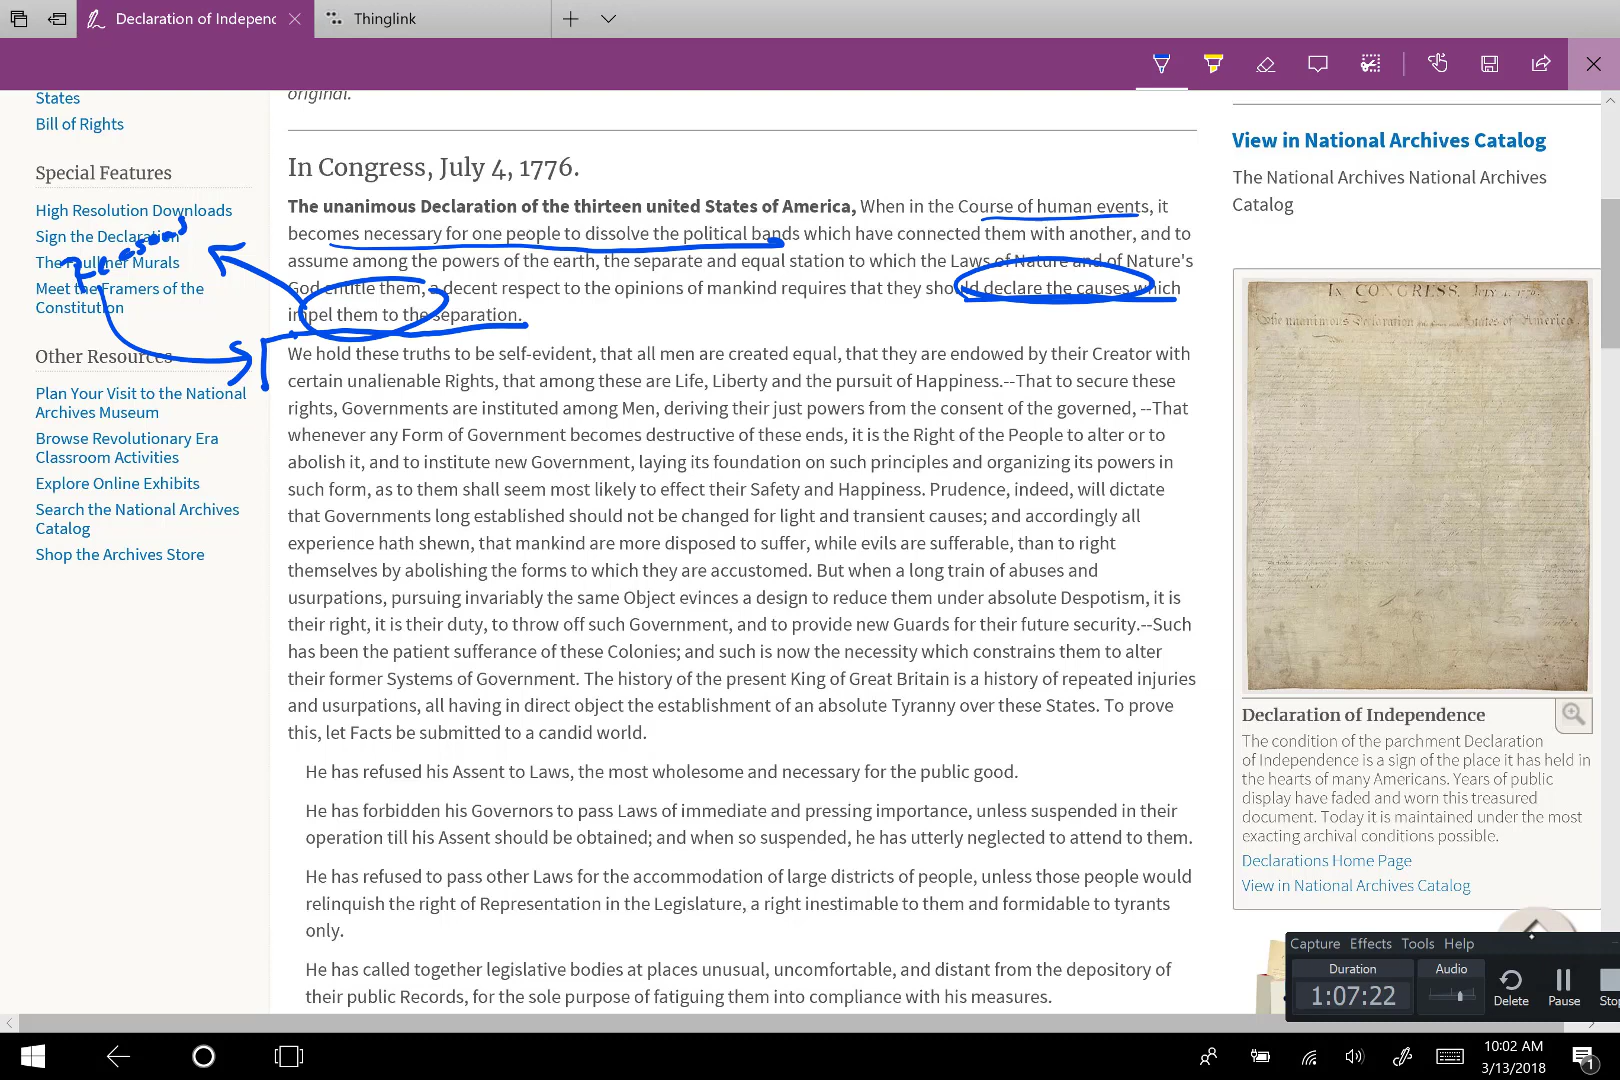 Declaration of Indepenc
Thinglink
States
Bill of Rights
Special Features
High Resolution Downloads
Sign the Declaration
The Faulkner Murals
Meet the Framers of the
Constitution
Reasons
Other Resources
Plan Your Visit to the National
Archives Museum
Browse Revolutionary Era
Classroom Activities
Explore Online Exhibits
Search the National Archives
Catalog
Shop the Archives Store
original.
In Congress, July 4, 1776.
The unanimous Declaration of the thirteen united States of America, When in the Course of human events, it
becomes necessary for one people to dissolve the political bands which have connected them with another, and to
assume among the powers of the earth, the separate and equal station to which the Laws of Nature and of Nature's
God entitle them, a decent respect to the opinions of mankind requires that they should declare the causes which
impel them to the separation.
We hold these truths to be self-evident, that all men are created equal, that they are endowed by their Creator with
certain unalienable Rights, that among these are Life, Liberty and the pursuit of Happiness.--That to secure these
rights, Governments are instituted among Men, deriving their just powers from the consent of the governed, --That
whenever any Form of Government becomes destructive of these ends, it is the Right of the People to alter or to
abolish it, and to institute new Government, laying its foundation on such principles and organizing its powers in
such form, as to them shall seem most likely to effect their Safety and Happiness. Prudence, indeed, will dictate
that Governments long established should not be changed for light and transient causes; and accordingly all
experience hath shewn, that mankind are more disposed to suffer, while evils are sufferable, than to right
themselves by abolishing the forms to which they are accustomed. But when a long train of abuses and
usurpations, pursuing invariably the same Object evinces a design to reduce them under absolute Despotism, it is
their right, it is their duty, to throw off such Government, and to provide new Guards for their future security.--Such
has been the patient sufferance of these Colonies; and such is now the necessity which constrains them to alter
their former Systems of Government. The history of the present King of Great Britain is a history of repeated injuries
and usurpations, all having in direct object the establishment of an absolute Tyranny over these States. To prove
this, let Facts be submitted to a candid world.
He has refused his Assent to Laws, the most wholesome and necessary for the public good.
He has forbidden his Governors to pass Laws of immediate and pressing importance, unless suspended in their
operation till his Assent should be obtained; and when so suspended, he has utterly neglected to attend to them.
He has refused to pass other Laws for the accommodation of large districts of people, unless those people would
relinquish the right of Representation in the Legislature, a right inestimable to them and formidable to tyrants
only.
He has called together legislative bodies at places unusual, uncomfortable, and distant from the depository of
their public Records, for the sole purpose of fatiguing them into compliance with his measures.
View in National Archives Catalog
The National Archives National Archives
Catalog
IN CONGRESS, JULY 4, 1776.
The unanimous Declaration of the thirteen united States of America,
Declaration of Independence
The condition of the parchment Declaration
of Independence is a sign of the place it has held in
the hearts of many Americans. Years of public
display have faded and worn this treasured
document. Today it is maintained under the most
exacting archival conditions possible.
Declarations Home Page
View in National Archives Catalog
Capture Effects Tools Help
Duration
1:07:22
Audio
Delete
Pause
Sto
10:02 AM
3/13/2018
1